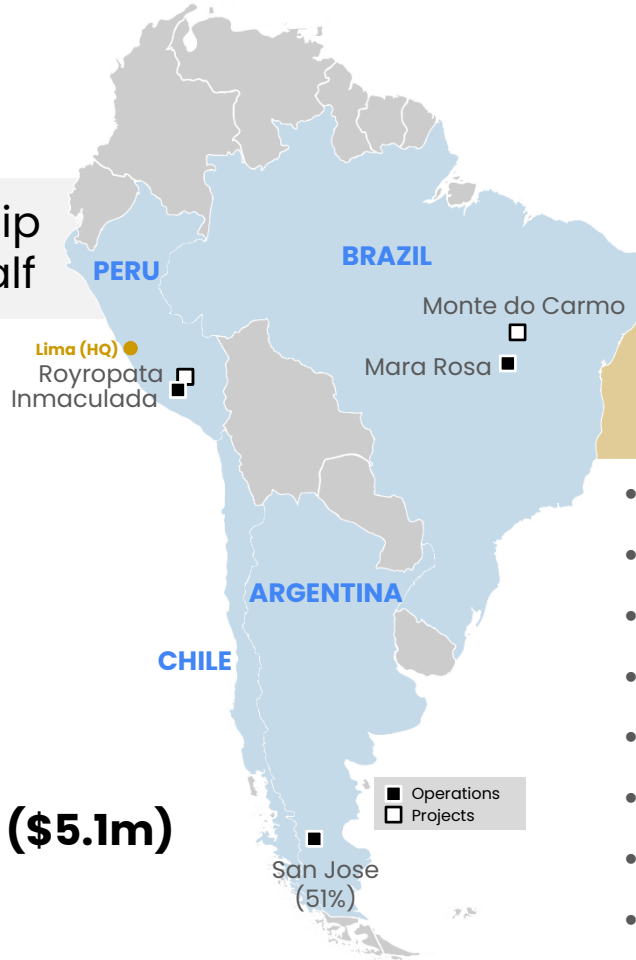 ip
alf
BRAZIL
PERU
Monte do Carmo
Lima (HQ)
Mara Rosa
Royropata
Inmaculada
ARGENTINA
CHILE
Operations
Projects
($5.1m)
San Jose
(51%)